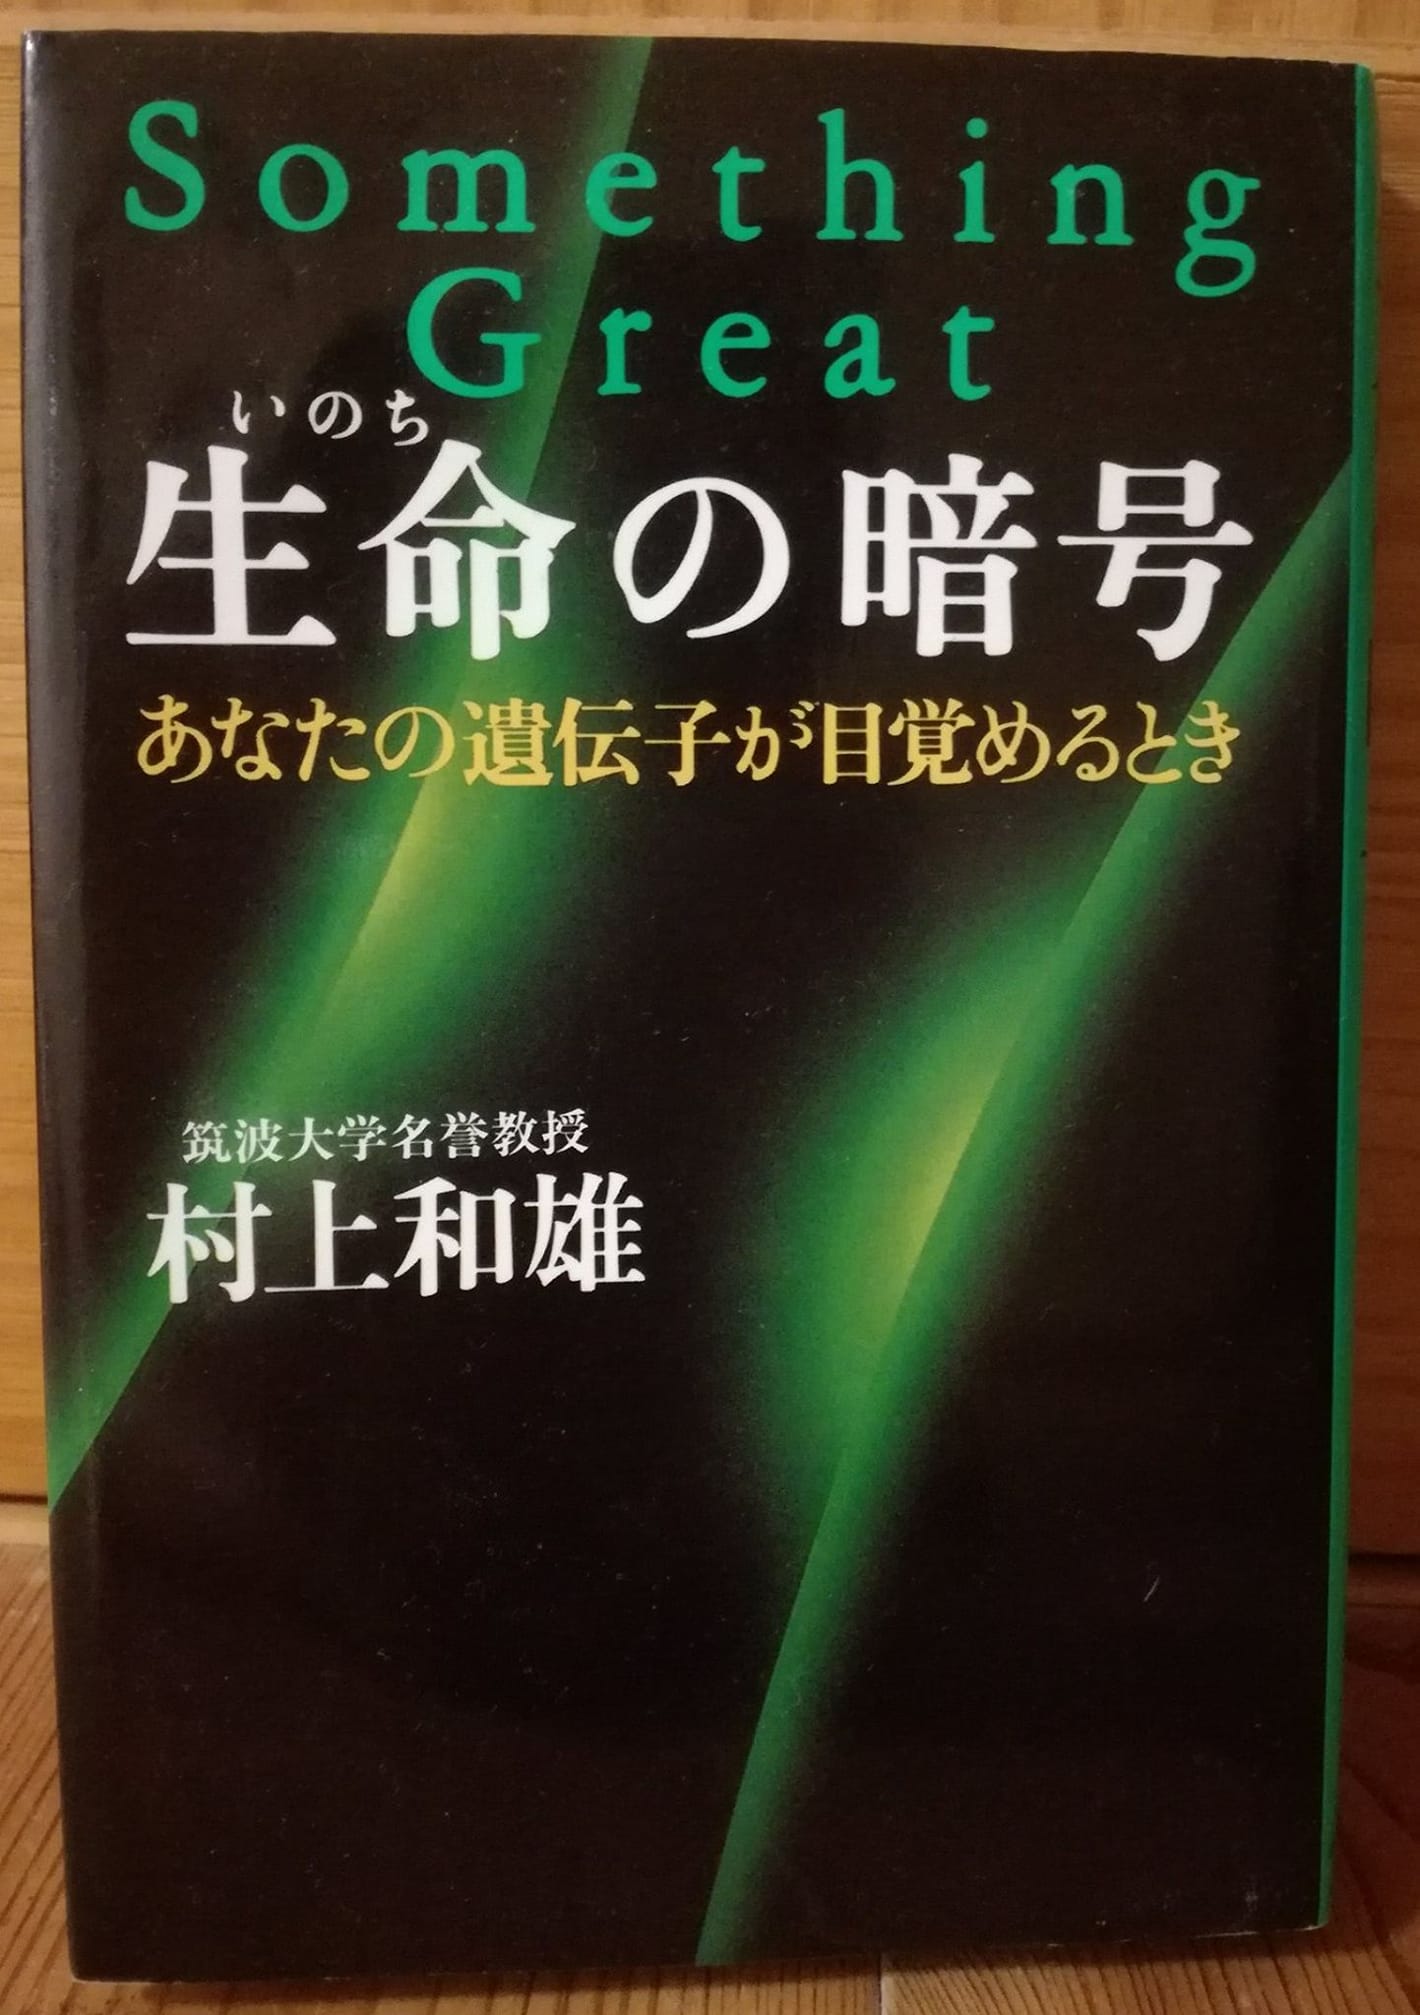 Something
Great
いのち
生命の暗号
あなたの遺伝子が目覚めるとき
筑波大学名誉教授
村上和雄